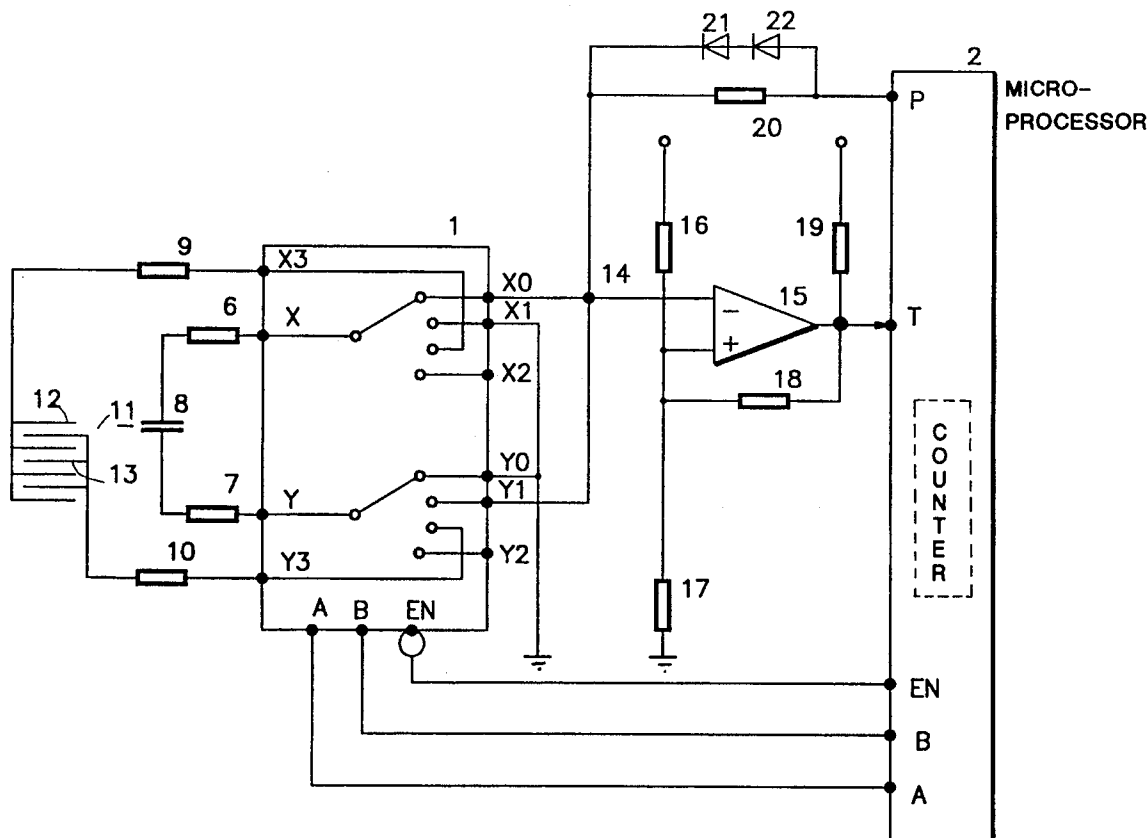 21 22
2
P
MICRO-
PROCESSOR
20
16
19
1
9
X3
X0
14
15
X1
6
X
T
X2
18
12
11
8
13
7
Y
Y0
Y1
10
Y3
Y2
17
A B EN
COUNTER
EN
B
A
−
+